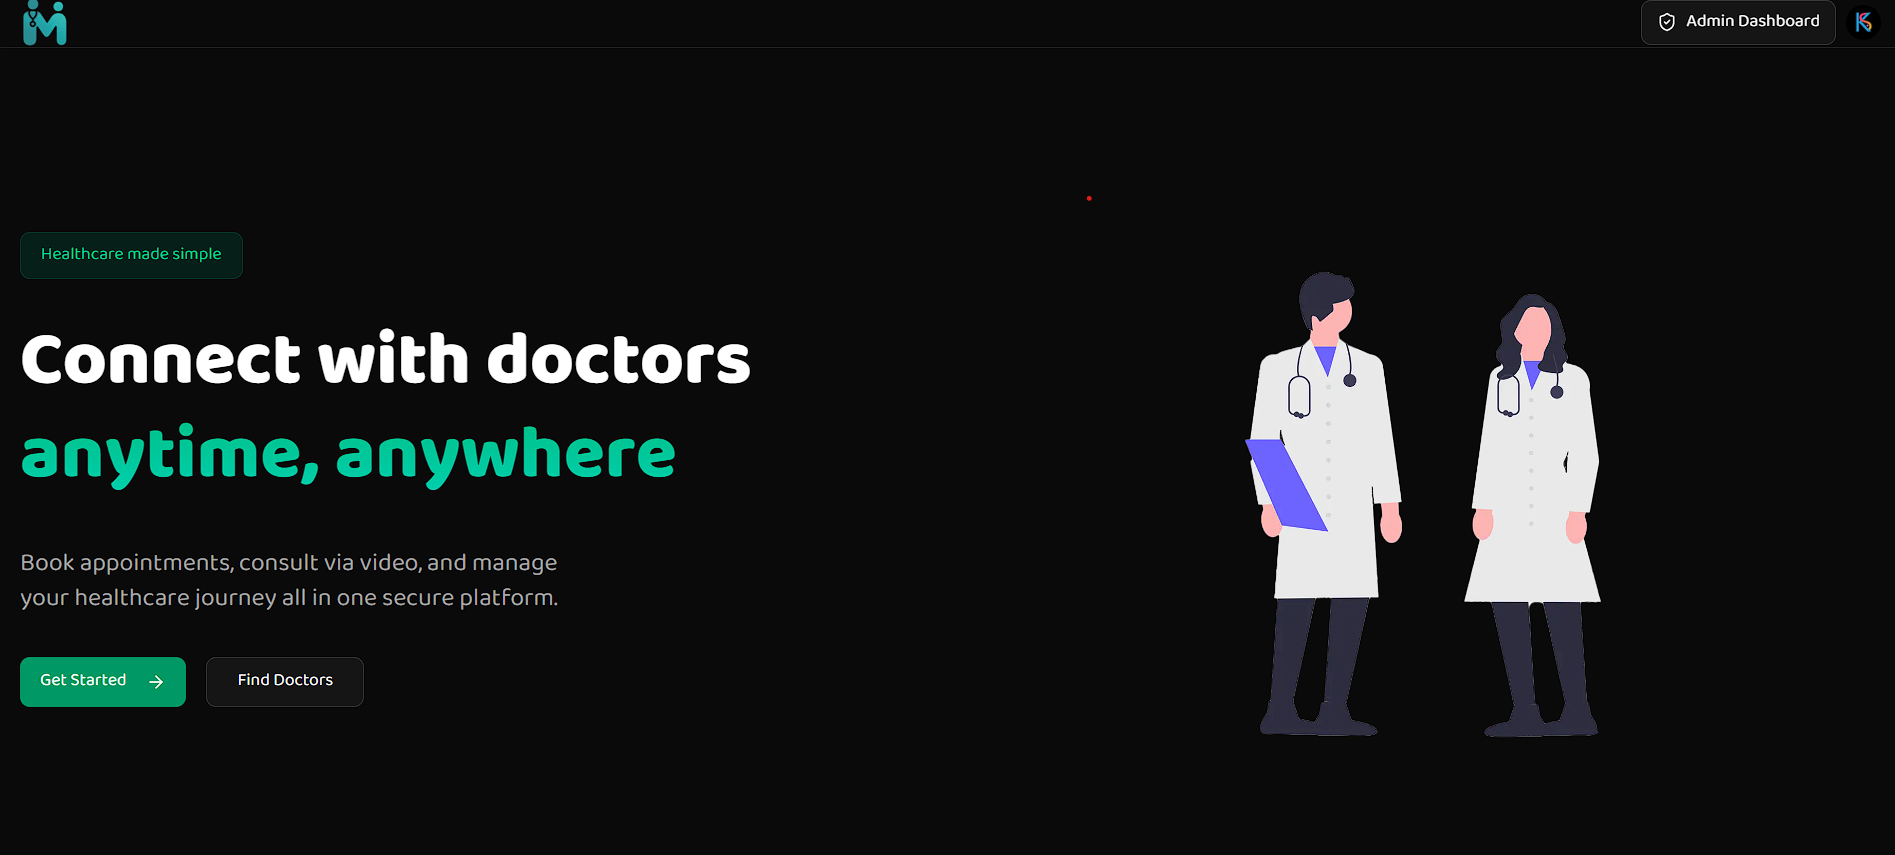 Admin Dashboard
Healthcare made simple
Connect with doctors
anytime, anywhere
Book appointments, consult via video, and manage
your healthcare journey all in one secure platform.
Get Started
Find Doctors